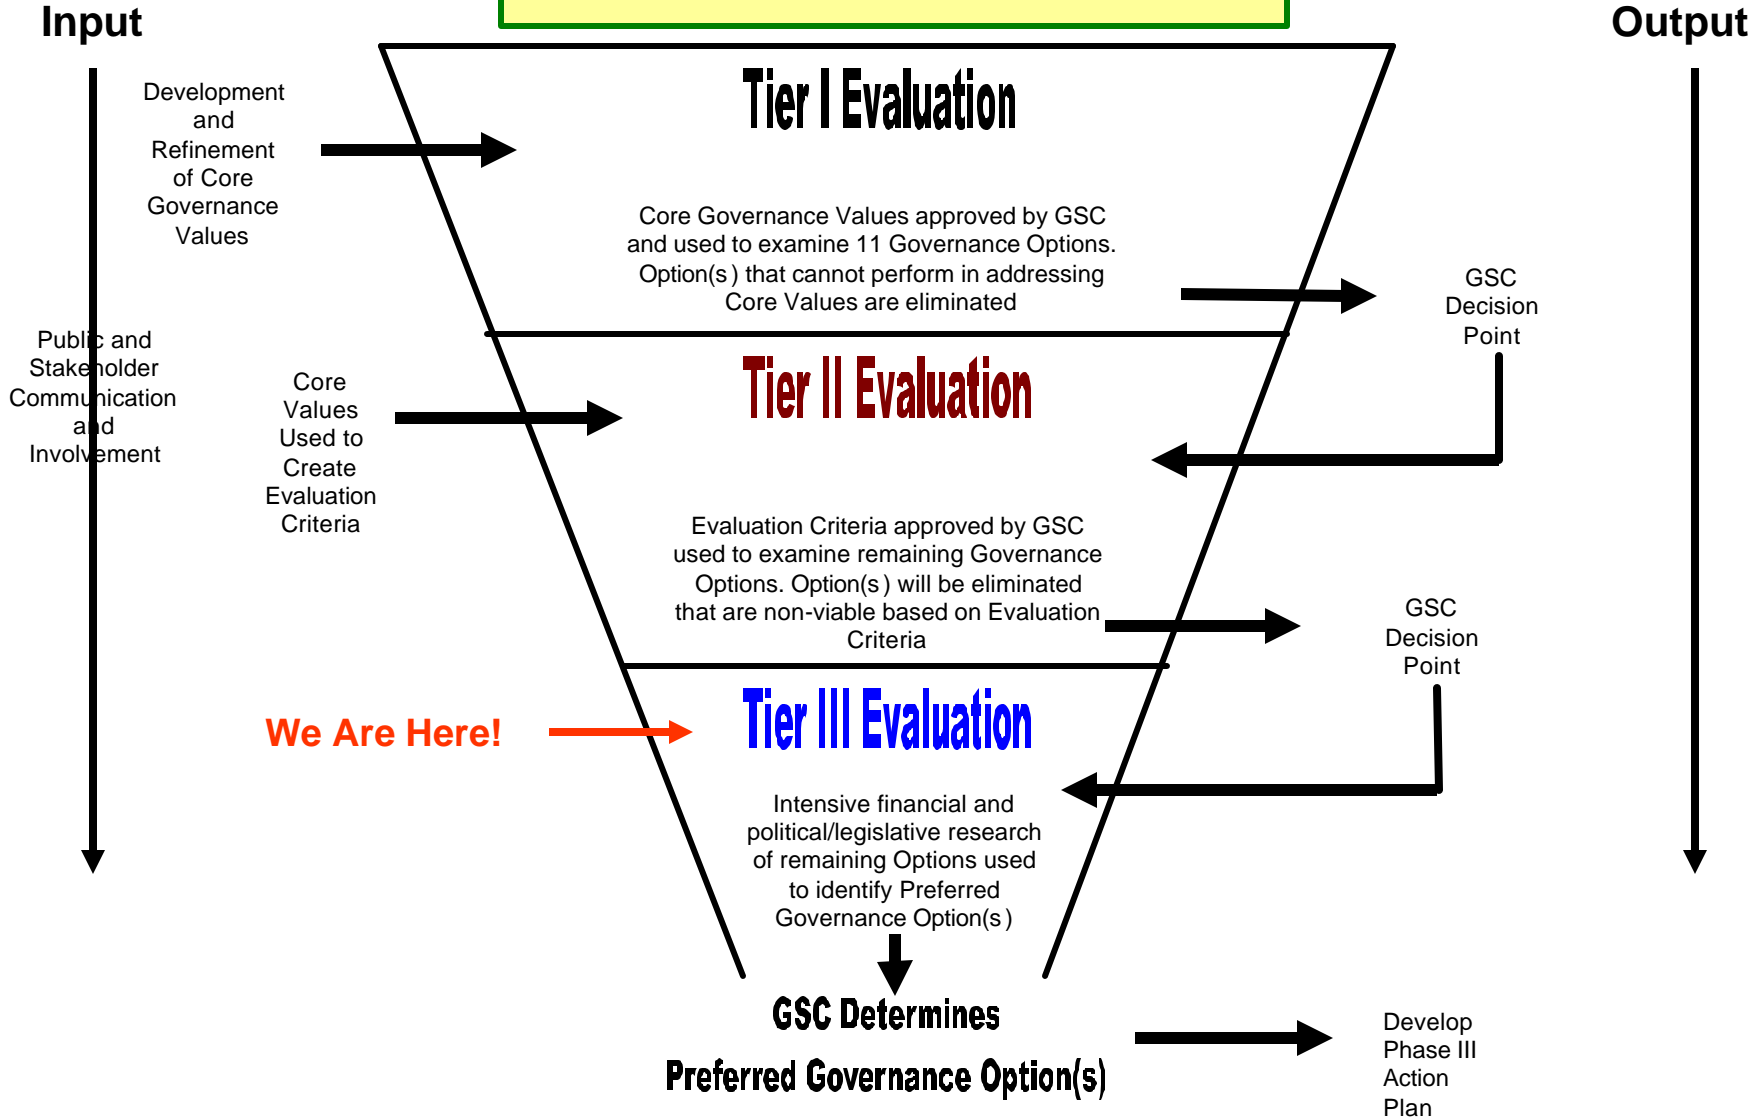 Input
Output
Tier I Evaluation
Development
and
Refinement
of Core
Governance
Values
Core Governance Values approved by GSC
and used to examine 11 Governance Options.
Option(s) that cannot perform in addressing
Core Values are eliminated
GSC
Decision
Point
Public and
Stakeholder
Communication
and
Involvement
Tier II Evaluation
Core
Values
Used to
Create
Evaluation
Criteria
Evaluation Criteria approved by GSC
used to examine remaining Governance
Options. Option(s) will be eliminated
that are non-viable based on Evaluation
Criteria
GSC
Decision
Point
We Are Here!
Tier III Evaluation
Intensive financial and
political/legislative research
of remaining Options used
to identify Preferred
Governance Option(s)
GSC Determines
Preferred Governance Option(s)
Develop
Phase III
Action
Plan